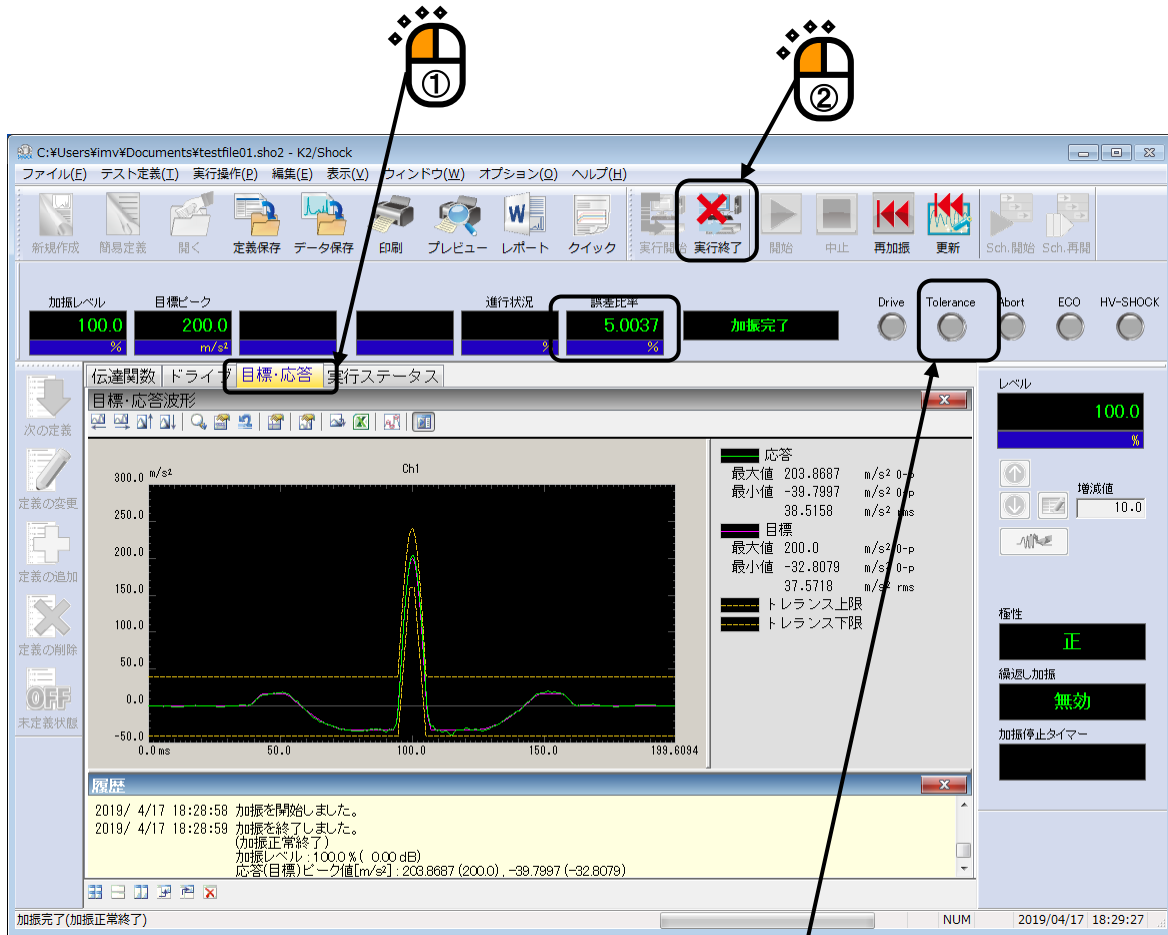 ①
②
C:¥Users¥imv¥Documents¥testfile01.sho2 - K2/Shock
ファイル(F) テスト定義(T) 実行操作(P) 編集(E) 表示(V) ウィンドウ(W) オプション(O) ヘルプ(H)
新規作成 簡易定義 開く 定義保存 データ保存 印刷 プレビュー レポート クイック 実行開始 実行終了 開始 中止 再加振 更新 Sch.開始 Sch.再開
加振レベル 目標ピーク 進行状況 誤差比率 Drive Tolerance Abort ECO HV-SHOCK
100.0 200.0 5.0037 加振完了
% m/s² % %
伝達関数 ドライブ 目標・応答 実行ステータス
目標・応答波形
次の定義
定義の変更
定義の追加
定義の削除
OFF
未定義状態
Ch1
m/s²
300.0
250.0
200.0
150.0
100.0
50.0
0.0
-50.0
0.0 ms 50.0 100.0 150.0 199.6094
応答
最大値 203.8687 m/s² 0-p
最小値 -39.7997 m/s² 0-p
38.5158 m/s² rms
目標
最大値 200.0 m/s² 0-p
最小値 -32.8079 m/s² 0-p
37.5718 m/s² rms
トレランス上限
トレランス下限
レベル
100.0
%
増減値
10.0
極性
正
繰返し加振
無効
加振停止タイマー
履歴
2019/ 4/17 18:28:58 加振を開始しました。
2019/ 4/17 18:28:59 加振を終了しました。
(加振正常終了)
加振レベル : 100.0 % ( 0.00 dB)
応答(目標)ピーク値[m/s²] : 203.8687 (200.0) , -39.7997 (-32.8079)
加振完了(加振正常終了) NUM 2019/04/17 18:29:27